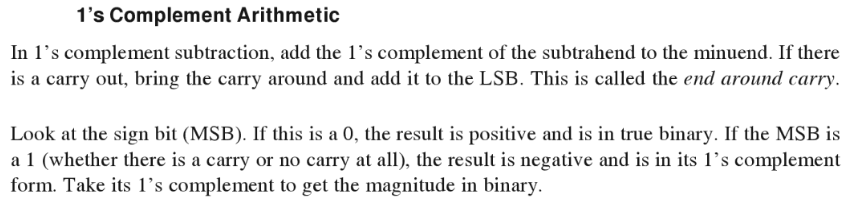 1's Complement Arithmetic
In 1's complement subtraction, add the 1's complement of the subtrahend to the minuend. If there
is a carry out, bring the carry around and add it to the LSB. This is called the end around carry.
Look at the sign bit (MSB). If this is a 0, the result is positive and is in true binary. If the MSB is
a 1 (whether there is a carry or no carry at all), the result is negative and is in its 1's complement
form. Take its 1's complement to get the magnitude in binary.